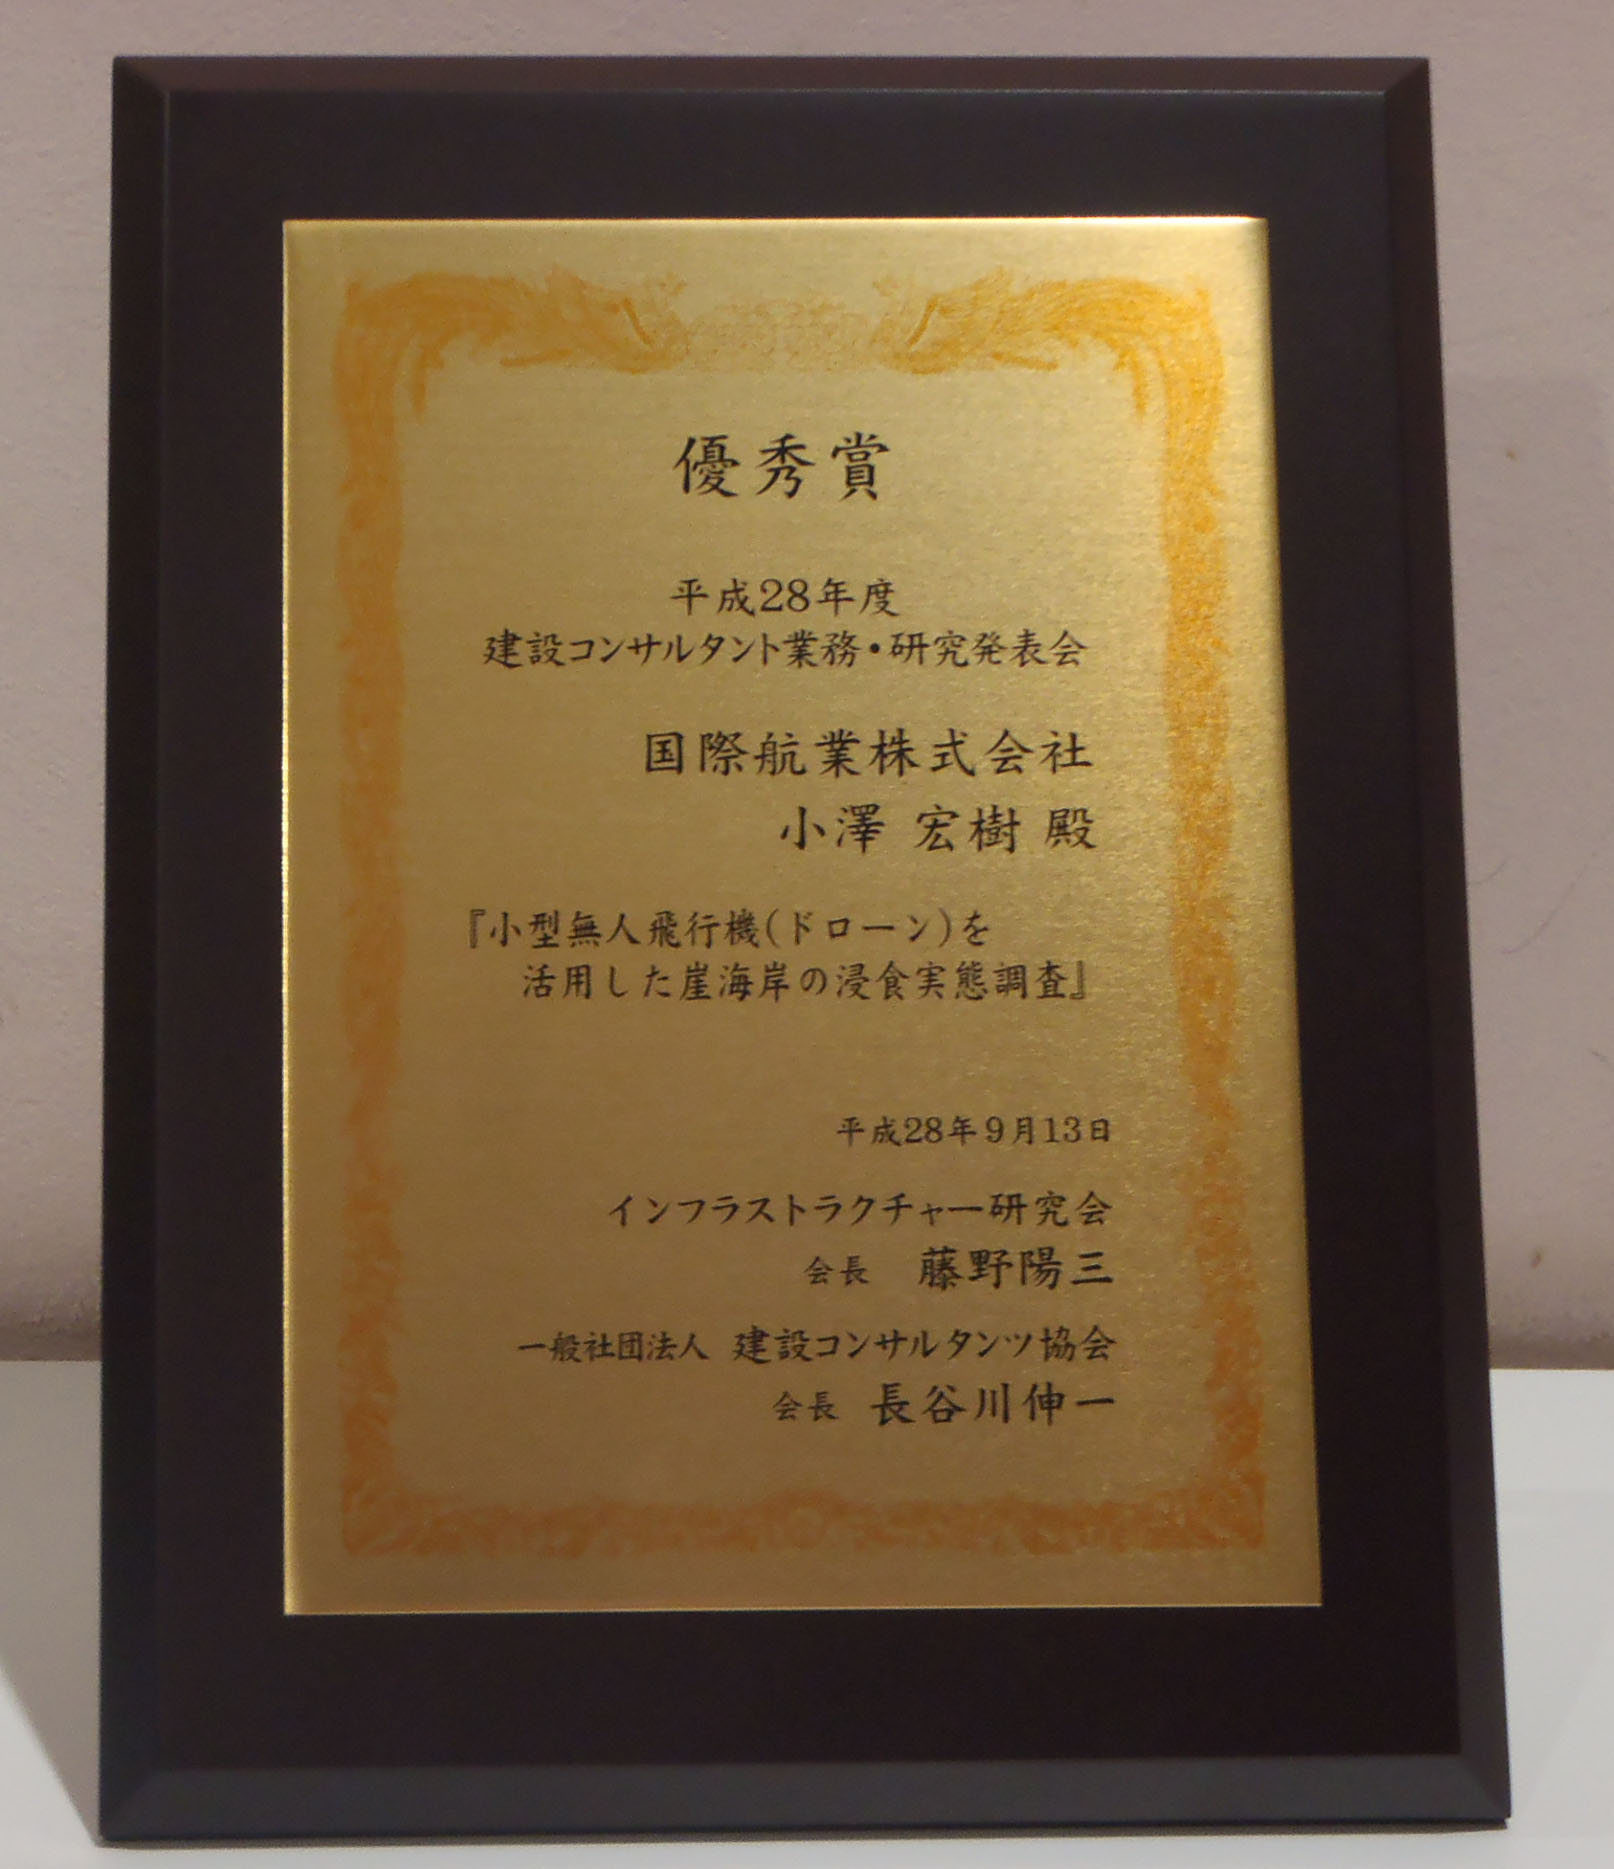 優秀賞
平成28年度
建設コンサルタント業務・研究発表会
国際航業株式会社
小澤 宏樹 殿
『小型無人飛行機(ドローン)を
活用した崖海岸の浸食実態調査』
平成28年9月13日
インフラストラクチャー研究会
会長 藤野陽三
一般社団法人 建設コンサルタンツ協会
会長 長谷川伸一